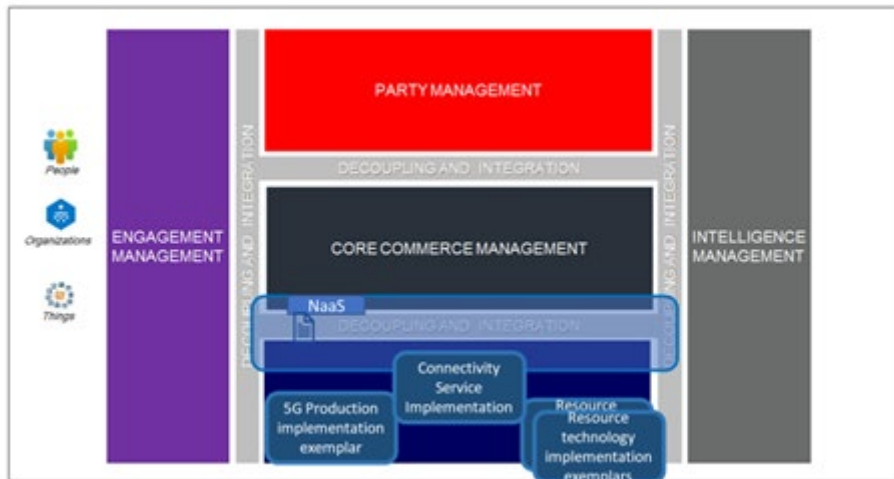 PARTY MANAGEMENT
DECOUPLING AND INTEGRATION
DECOUPLING AND INTEGRATION
DECOUPLING AND INTEGRATION
People
Organizations
Things
ENGAGEMENT
MANAGEMENT
CORE COMMERCE MANAGEMENT
INTELLIGENCE
MANAGEMENT
NaaS
DECOUPLING AND INTEGRATION
Connectivity
Service
Implementation
5G Production
implementation
exemplar
Resource
Resource
technology
implementation
exemplars